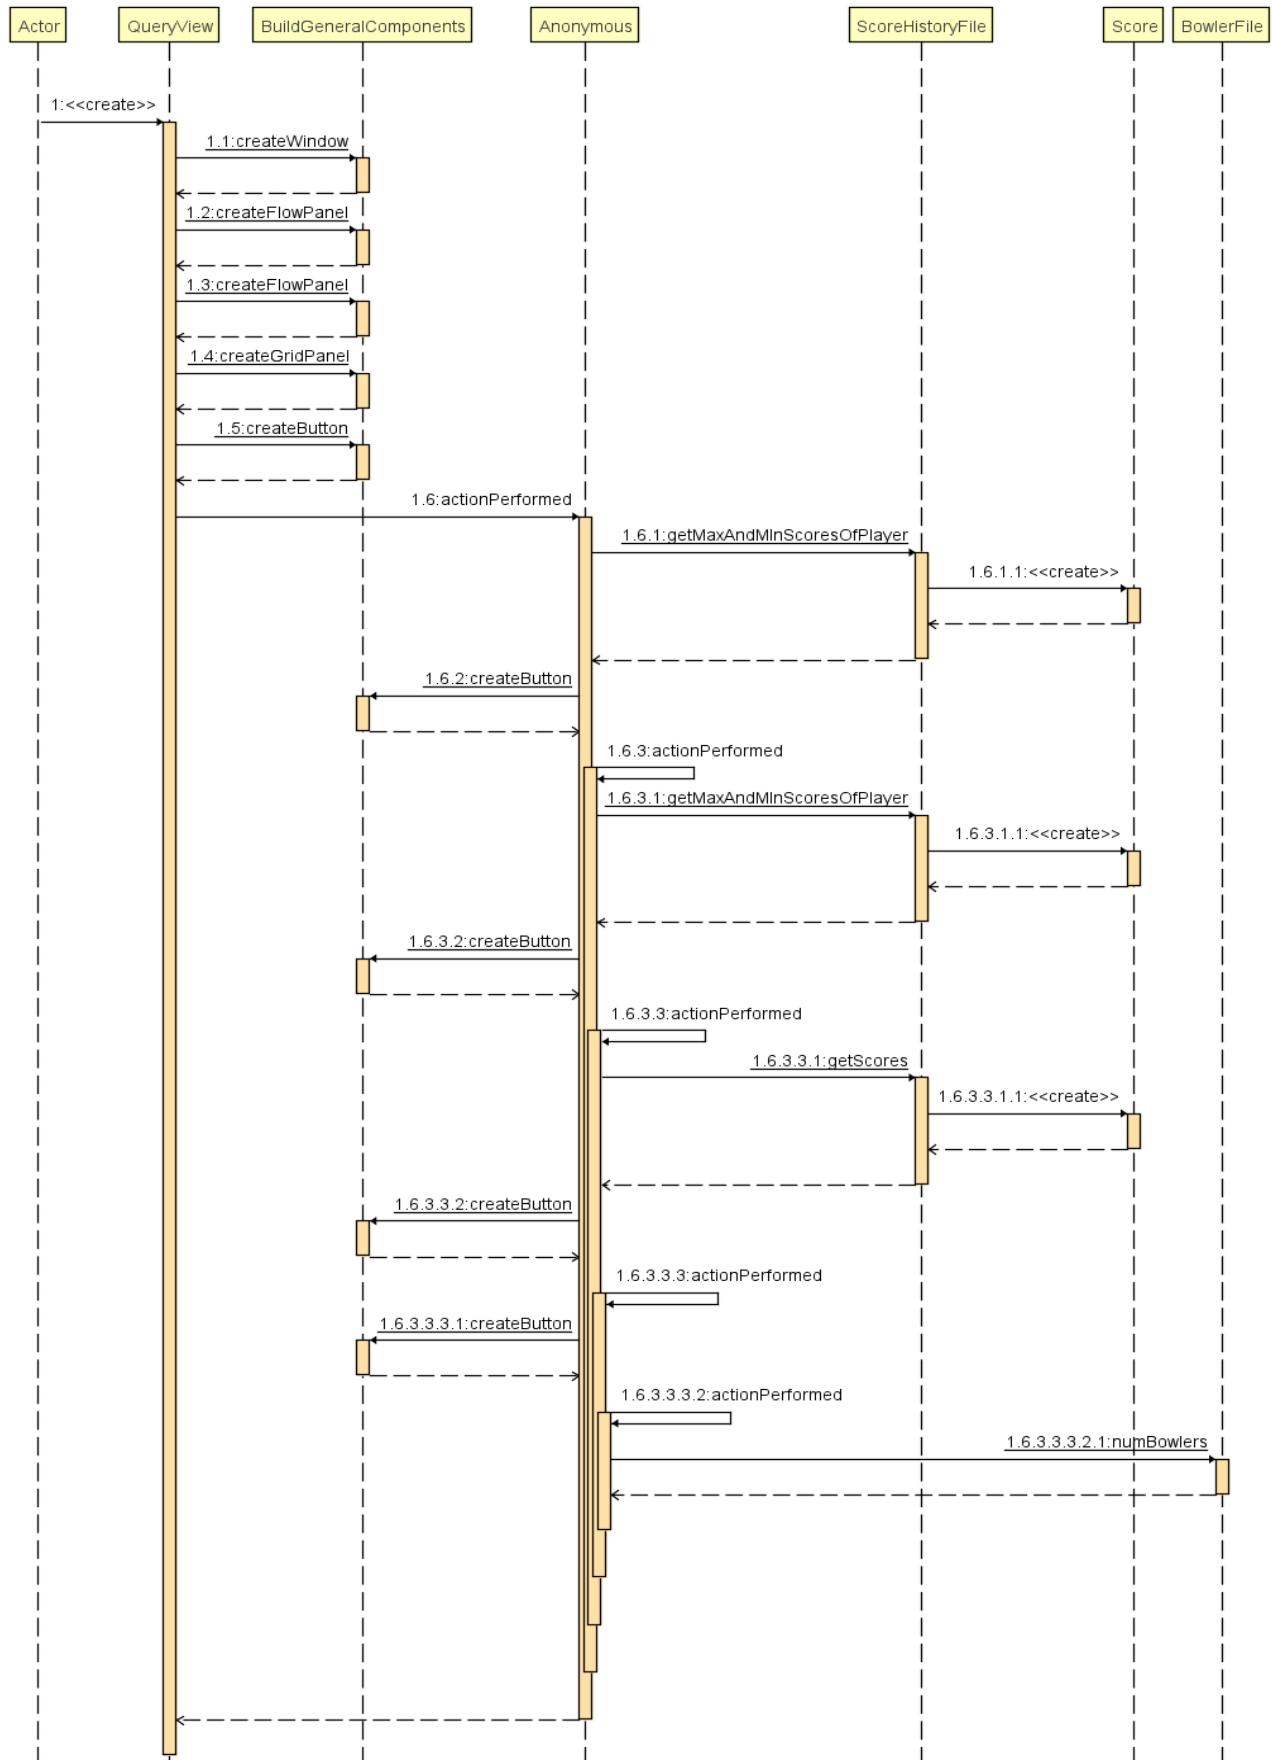 Actor QueryView BuildGeneralComponents Anonymous ScoreHistoryFile Score BowlerFile
1:<<create>>
1.1:createWindow
1.2:createFlowPanel
1.3:createFlowPanel
1.4:createGridPanel
1.5:createButton
1.6:actionPerformed
1.6.1:getMaxAndMInScoresOfPlayer
1.6.1.1:<<create>>
1.6.2:createButton
1.6.3:actionPerformed
1.6.3.1:getMaxAndMInScoresOfPlayer
1.6.3.1.1:<<create>>
1.6.3.2:createButton
1.6.3.3:actionPerformed
1.6.3.3.1:getScores
1.6.3.3.1.1:<<create>>
1.6.3.3.2:createButton
1.6.3.3.3:actionPerformed
1.6.3.3.3.1:createButton
1.6.3.3.3.2:actionPerformed
1.6.3.3.3.2.1:numBowlers